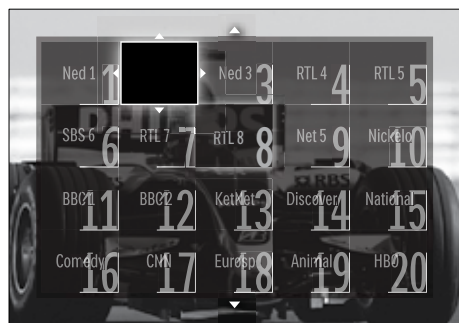 Ned 1 1 Ned 3 3 RTL 4 4 RTL 5 5
SBS 6 6 RTL 7 7 RTL 8 8 Net 5 9 Nickelo 10
BBC1 11 BBC2 12 KetNet 13 Discover 14 National 15
Comedy 16 CNN 17 Eurosp 18 Animal 19 HBO 20
RBS